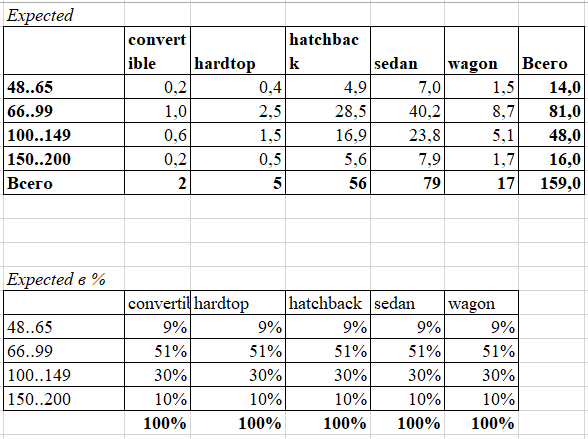 Expected
convert ible hardtop hatchbac k sedan wagon Всего
48..65 0,2 0,4 4,9 7,0 1,5 14,0
66..99 1,0 2,5 28,5 40,2 8,7 81,0
100..149 0,6 1,5 16,9 23,8 5,1 48,0
150..200 0,2 0,5 5,6 7,9 1,7 16,0
Всего 2 5 56 79 17 159,0
Expected в %
convertil hardtop hatchback sedan wagon
48..65 9% 9% 9% 9% 9%
66..99 51% 51% 51% 51% 51%
100..149 30% 30% 30% 30% 30%
150..200 10% 10% 10% 10% 10%
100% 100% 100% 100% 100%